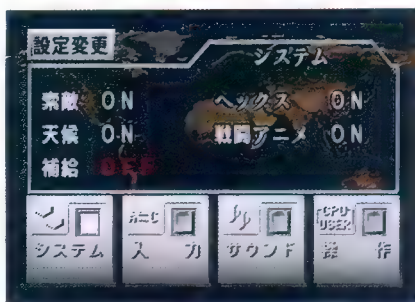 設定変更
システム
索敵 ON ヘックス ON
天候 ON 戦闘アニメ ON
補給 OFF
システム
入力
サウンド
CPU
USER
操作